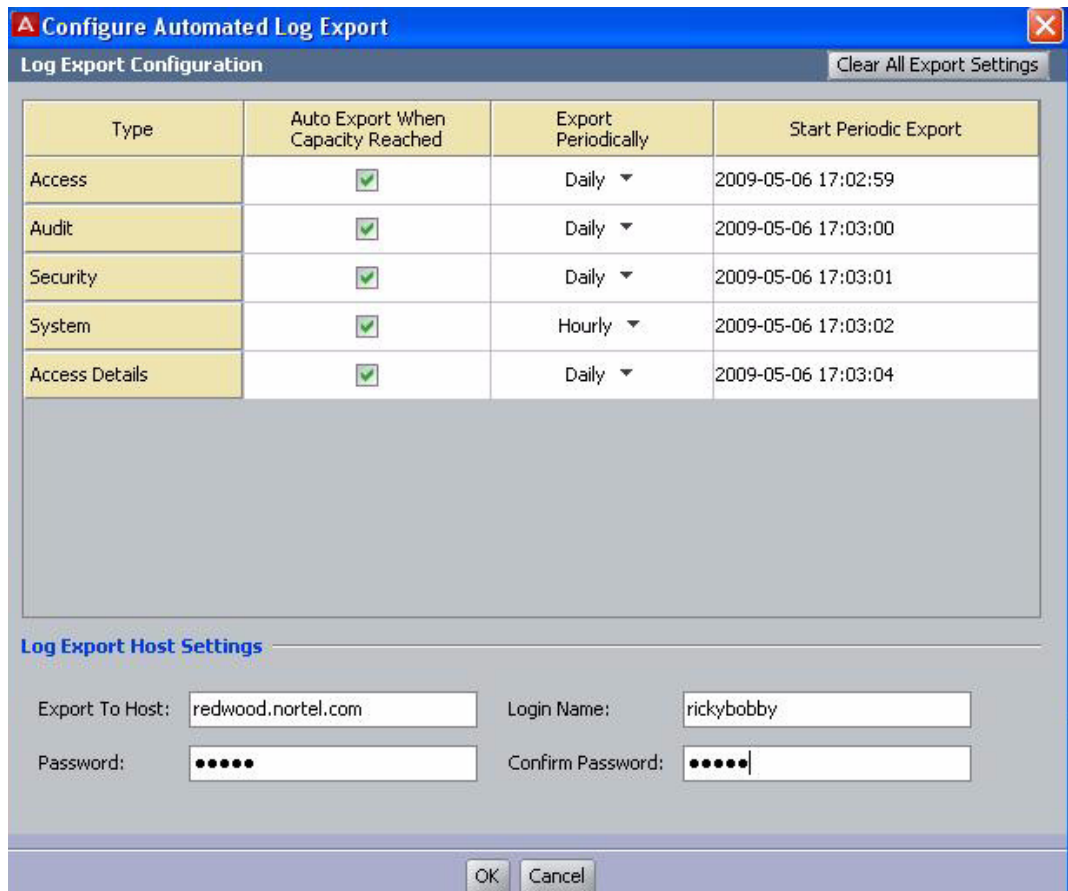 A Configure Automated Log Export
Log Export Configuration
Clear All Export Settings
Type
Auto Export When
Capacity Reached
Export
Periodically
Start Periodic Export
Access
Daily
2009-05-06 17:02:59
Audit
Daily
2009-05-06 17:03:00
Security
Daily
2009-05-06 17:03:01
System
Hourly
2009-05-06 17:03:02
Access Details
Daily
2009-05-06 17:03:04
Log Export Host Settings
Export To Host: redwood.nortel.com
Login Name: rickybobby
Password: •••••
Confirm Password: •••••
OK
Cancel